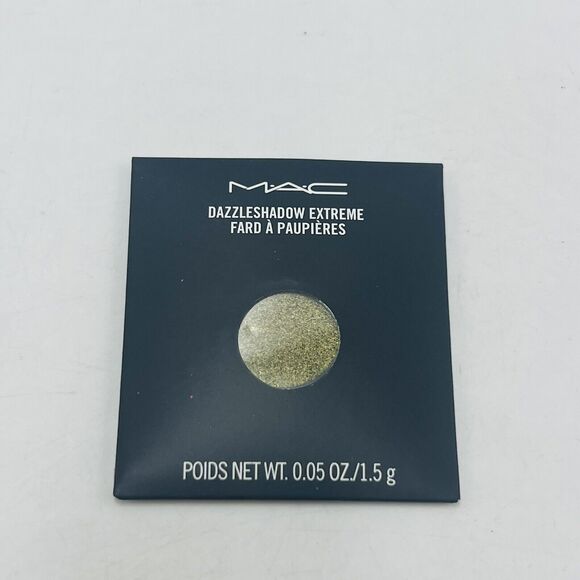 M·A·C
DAZZLESHADOW EXTREME
FARD À PAUPIÈRES
POIDS NET WT. 0.05 OZ./1.5 g